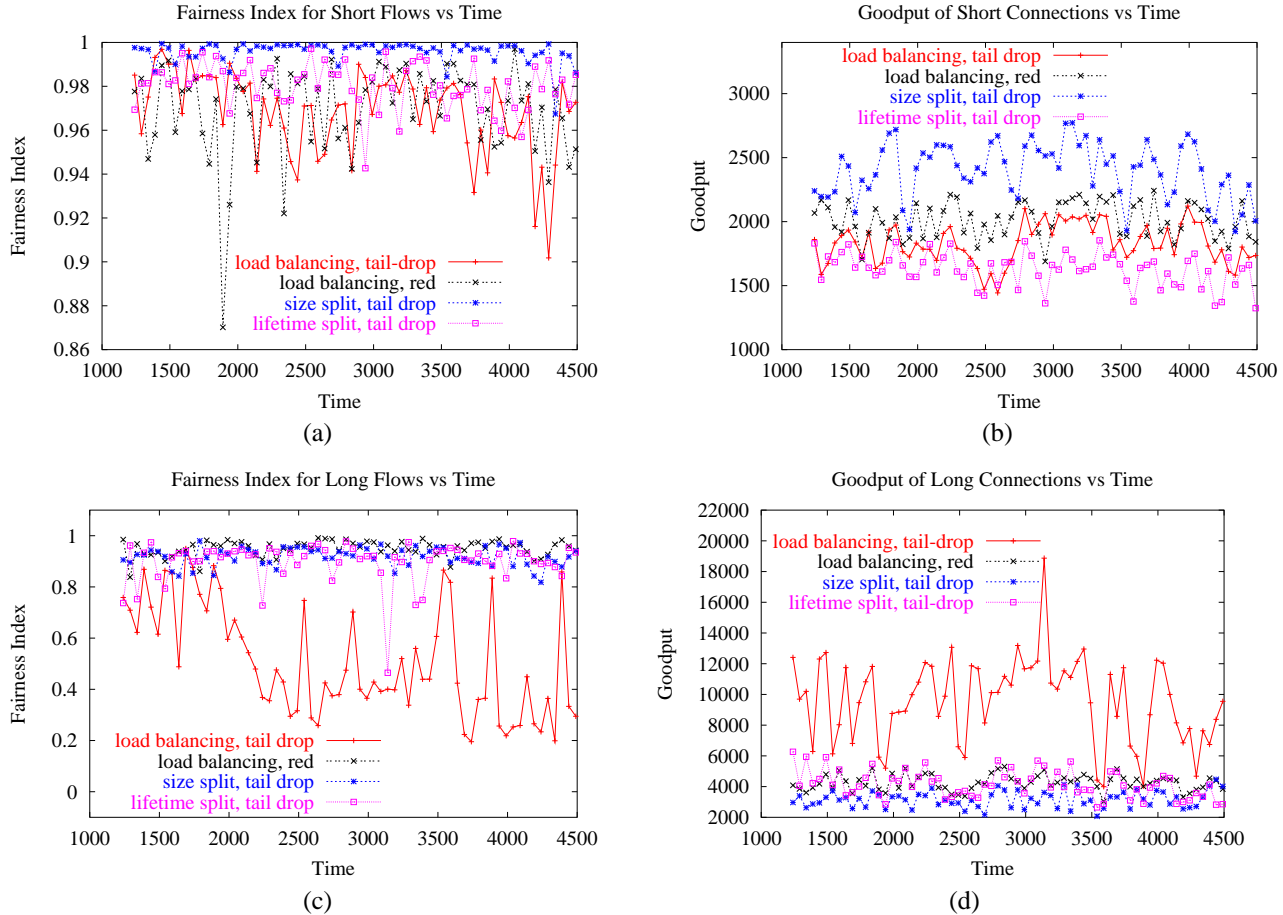 Fairness Index for Short Flows vs Time
1
0.98
0.96
0.94
0.92
0.9
0.88
0.86
Fairness Index
load balancing, tail-drop
load balancing, red
size split, tail drop
lifetime split, tail drop
1000 1500 2000 2500 3000 3500 4000 4500
Time
(a)
Goodput of Short Connections vs Time
3000
2500
2000
1500
1000
Goodput
load balancing, tail drop
load balancing, red
size split, tail drop
lifetime split, tail drop
1000 1500 2000 2500 3000 3500 4000 4500
Time
(b)
Fairness Index for Long Flows vs Time
1
0.8
0.6
0.4
0.2
0
Fairness Index
load balancing, tail drop
load balancing, red
size split, tail drop
lifetime split, tail drop
1000 1500 2000 2500 3000 3500 4000 4500
Time
(c)
Goodput of Long Connections vs Time
22000
20000
18000
16000
14000
12000
10000
8000
6000
4000
2000
Goodput
load balancing, tail-drop
load balancing, red
size split, tail drop
lifetime split, tail-drop
1000 1500 2000 2500 3000 3500 4000 4500
Time
(d)